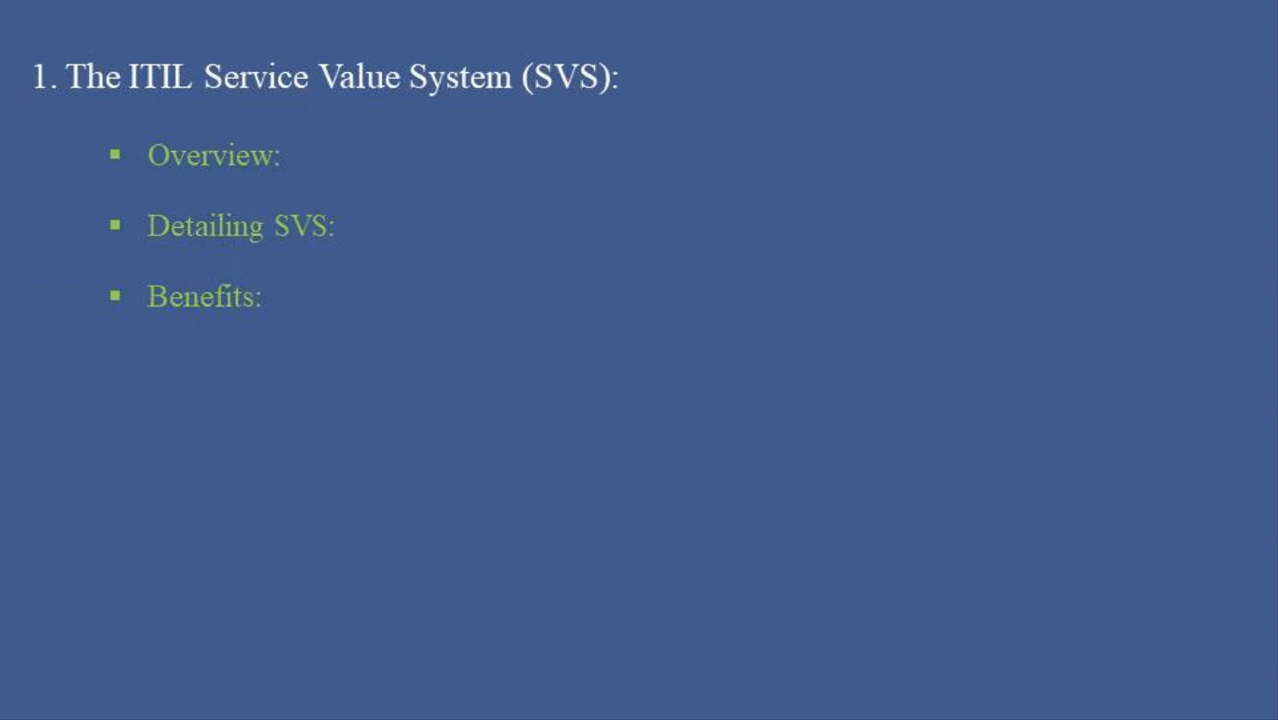 1. The ITIL Service Value System (SVS):
▪ Overview:
▪ Detailing SVS:
▪ Benefits: